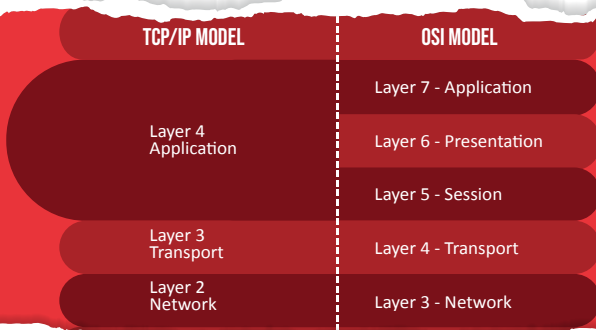 TCP/IP MODEL
OSI MODEL
Layer 4
Application
Layer 7 - Application
Layer 6 - Presentation
Layer 5 - Session
Layer 3
Transport
Layer 4 - Transport
Layer 2
Network
Layer 3 - Network